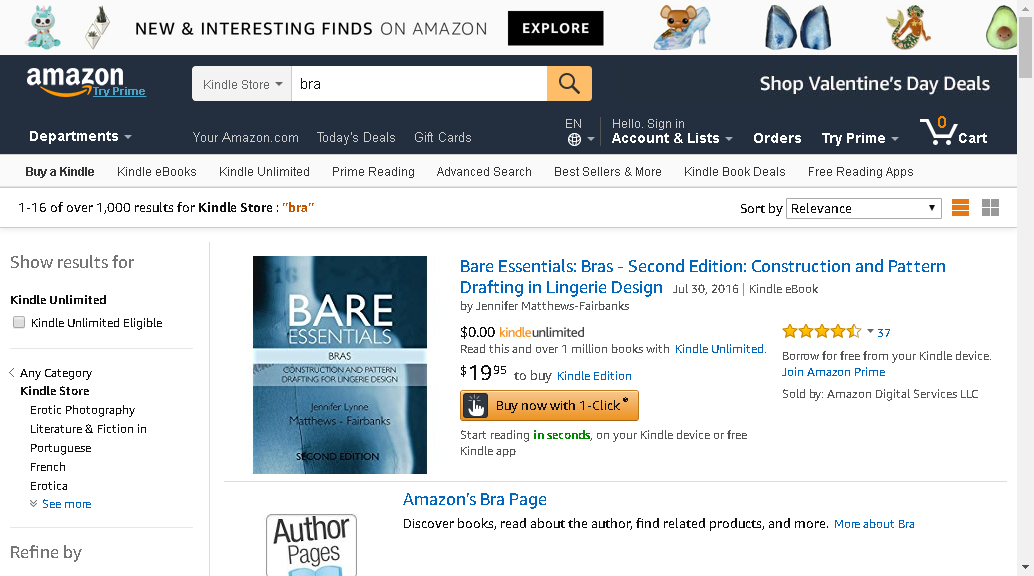 NEW & INTERESTING FINDS ON AMAZON EXPLORE
amazon
Try Prime
Kindle Store
bra
Shop Valentine's Day Deals
Departments
Your Amazon.com Today's Deals Gift Cards
EN
Hello. Sign in
Account & Lists
Orders
Try Prime
0
Cart
Buy a Kindle Kindle eBooks Kindle Unlimited Prime Reading Advanced Search Best Sellers & More Kindle Book Deals Free Reading Apps
1-16 of over 1,000 results for Kindle Store : "bra"
Sort by Relevance
Show results for
Kindle Unlimited
Kindle Unlimited Eligible
Any Category
Kindle Store
Erotic Photography
Literature & Fiction in
Portuguese
French
Erotica
See more
Refine by
16
BARE
ESSENTIALS
BRAS
CONSTRUCTION AND PATTERN
DRAFTING FOR LINGERIE DESIGN
Jennifer Lynne
Matthews - Fairbanks
SECOND EDITION
Bare Essentials: Bras - Second Edition: Construction and Pattern
Drafting in Lingerie Design Jul 30, 2016 | Kindle eBook
by Jennifer Matthews-Fairbanks
$0.00 kindleunlimited
Read this and over 1 million books with Kindle Unlimited.
$19 95 to buy Kindle Edition
Buy now with 1-Click®
Start reading in seconds, on your Kindle device or free
Kindle app
37
Borrow for free from your Kindle device.
Join Amazon Prime
Sold by: Amazon Digital Services LLC
Author
Pages
Amazon's Bra Page
Discover books, read about the author, find related products, and more. More about Bra